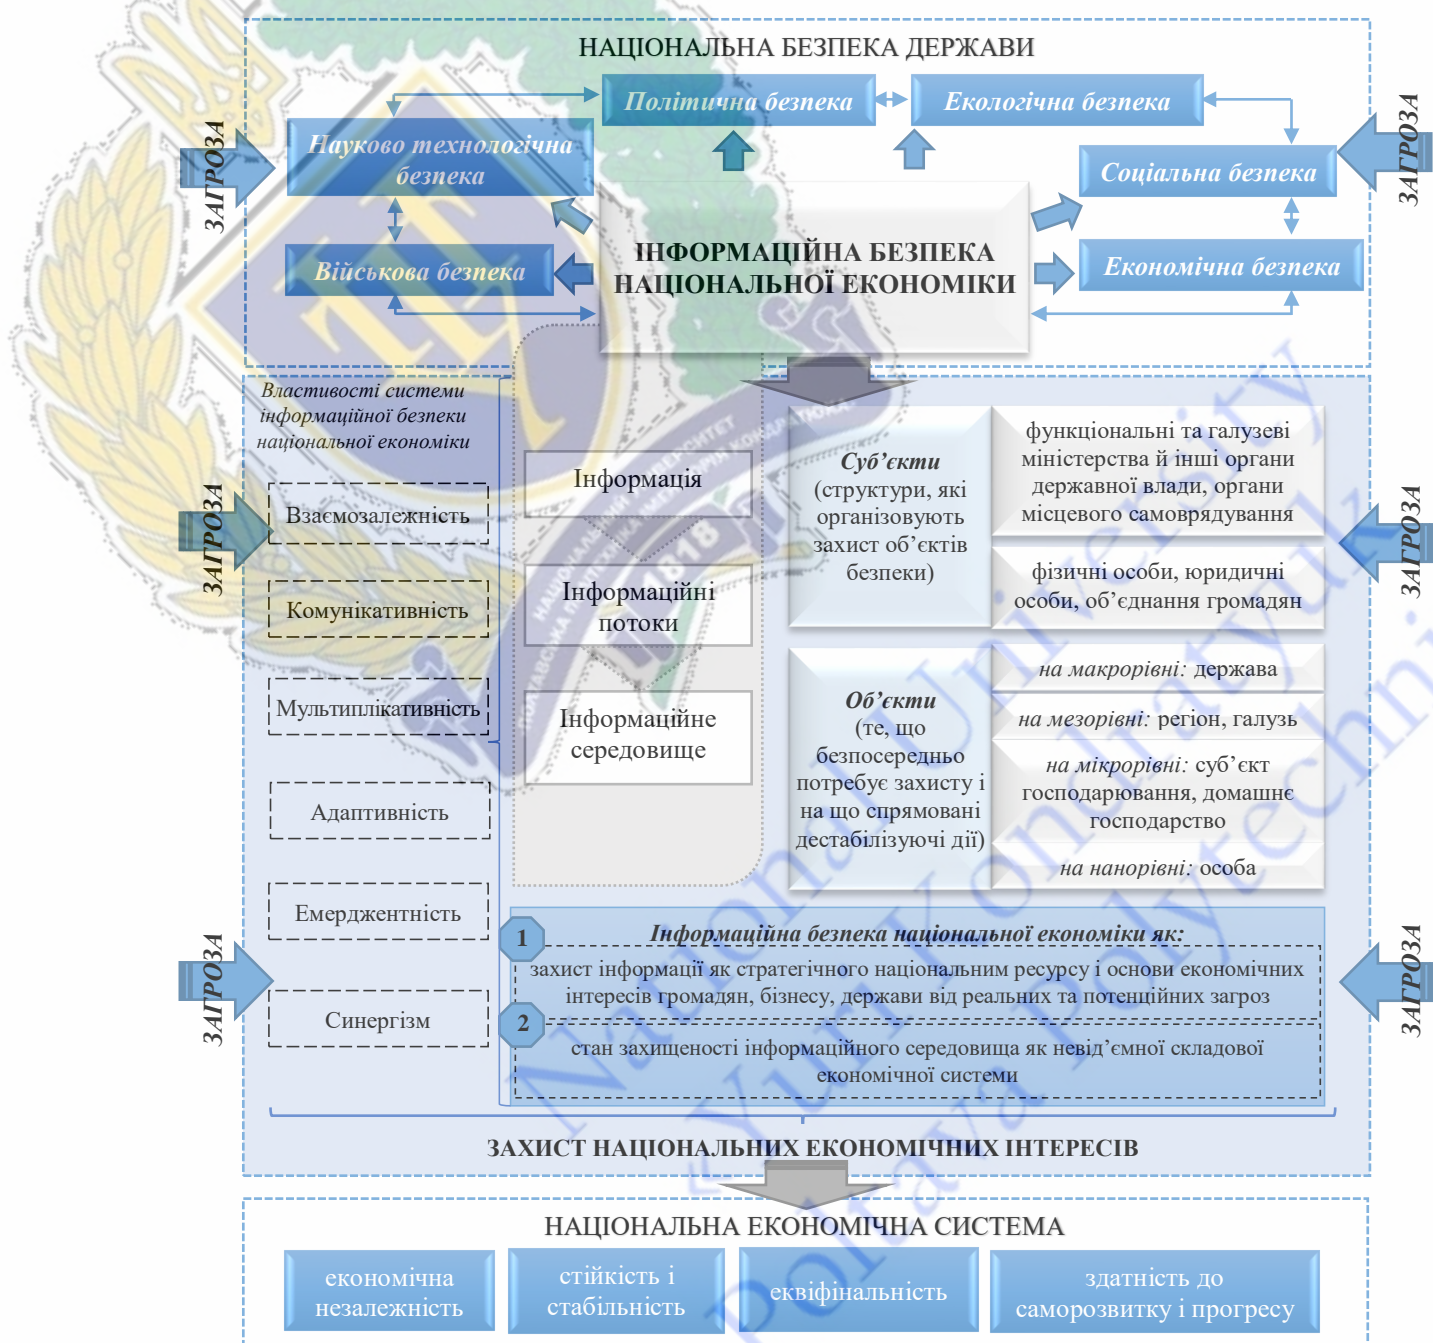 НАЦІОНАЛЬНА БЕЗПЕКА ДЕРЖАВИ
Політична безпека
Екологічна безпека
Науково технологічна
безпека
Соціальна безпека
Військова безпека
Економічна безпека
ІНФОРМАЦІЙНА БЕЗПЕКА
НАЦІОНАЛЬНОЇ ЕКОНОМІКИ
ЗАГРОЗА
ЗАГРОЗА
Властивості системи
інформаційної безпеки
національної економіки
Взаємозалежність
Комунікативність
Мультиплікативність
Адаптивність
Емерджентність
Синергізм
ЗАГРОЗА
ЗАГРОЗА
Інформація
Інформаційні
потоки
Інформаційне
середовище
Суб’єкти
(структури, які
організовують
захист об’єктів
безпеки)
функціональні та галузеві
міністерства й інші органи
державної влади, органи
місцевого самоврядування
фізичні особи, юридичні
особи, об’єднання громадян
Об’єкти
(те, що
безпосередньо
потребує захисту і
на що спрямовані
дестабілізуючі дії)
на макрорівні: держава
на мезорівні: регіон, галузь
на мікрорівні: суб’єкт
господарювання, домашнє
господарство
на нанорівні: особа
ЗАГРОЗА
ЗАГРОЗА
1
Інформаційна безпека національної економіки як:
захист інформації як стратегічного національним ресурсу і основи економічних
інтересів громадян, бізнесу, держави від реальних та потенційних загроз
2
стан захищеності інформаційного середовища як невід’ємної складової
економічної системи
ЗАХИСТ НАЦІОНАЛЬНИХ ЕКОНОМІЧНИХ ІНТЕРЕСІВ
НАЦІОНАЛЬНА ЕКОНОМІЧНА СИСТЕМА
економічна
незалежність
стійкість і
стабільність
еквіфінальність
здатність до
саморозвитку і прогресу
1818
National University
«Yuri Kondratyuk
Poltava Polytechni